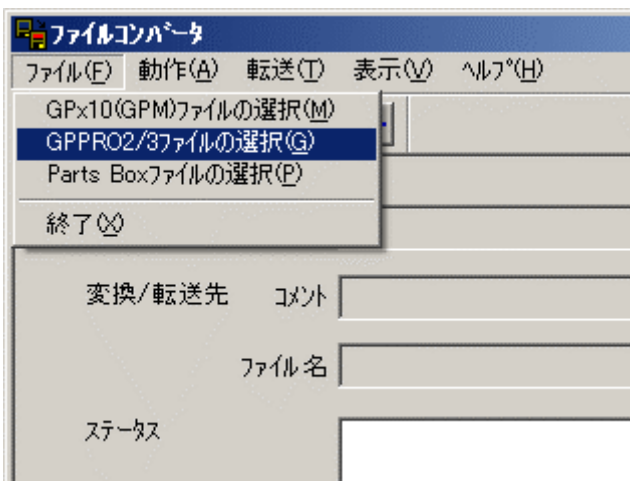 ﾌｧｲﾙｺﾝﾊﾞｰﾀ
ﾌｧｲﾙ(F) 動作(A) 転送(T) 表示(V) ﾍﾙﾌﾟ(H)
GPx10(GPM)ﾌｧｲﾙの選択(M)
GPPRO2/3ﾌｧｲﾙの選択(G)
Parts Boxﾌｧｲﾙの選択(P)
終了(X)
変換/転送先 ｺﾒﾝﾄ
ﾌｧｲﾙ名
ｽﾃｰﾀｽ